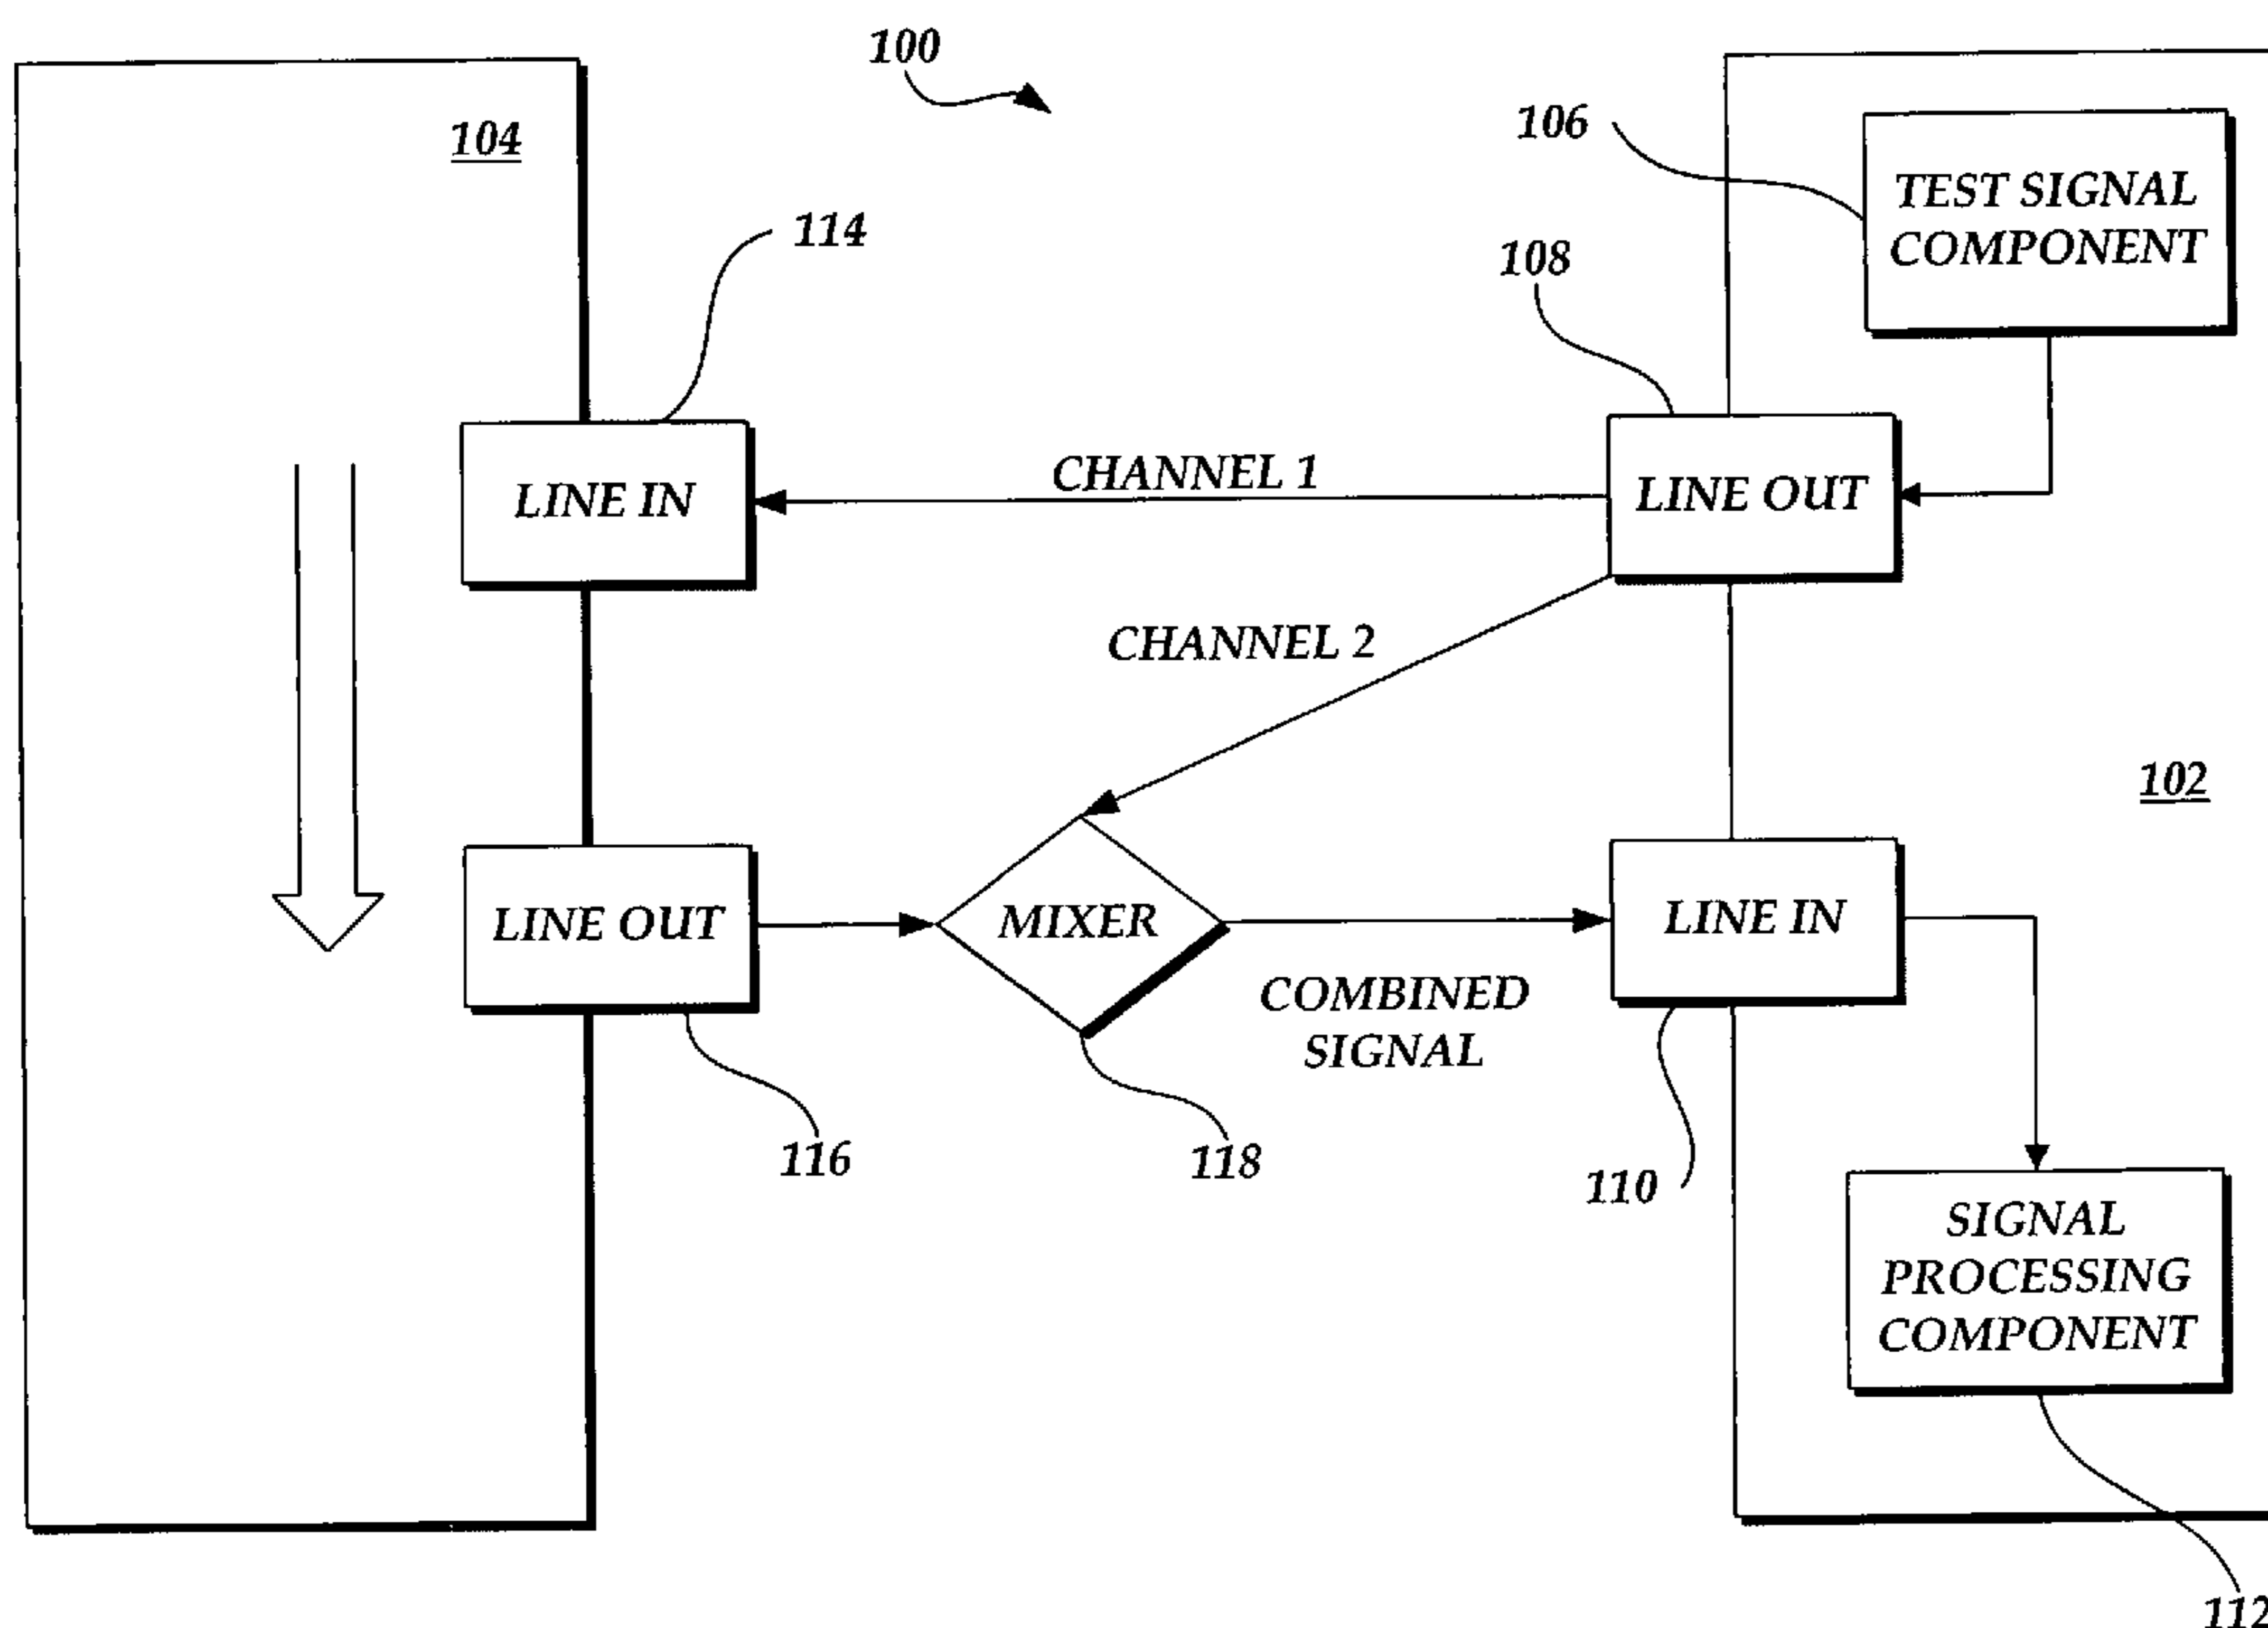 100
104
106
TEST SIGNAL
COMPONENT
114
108
CHANNEL 1
LINE IN
LINE OUT
CHANNEL 2
102
LINE OUT
MIXER
LINE IN
COMBINED
SIGNAL
116
118
110
SIGNAL
PROCESSING
COMPONENT
112